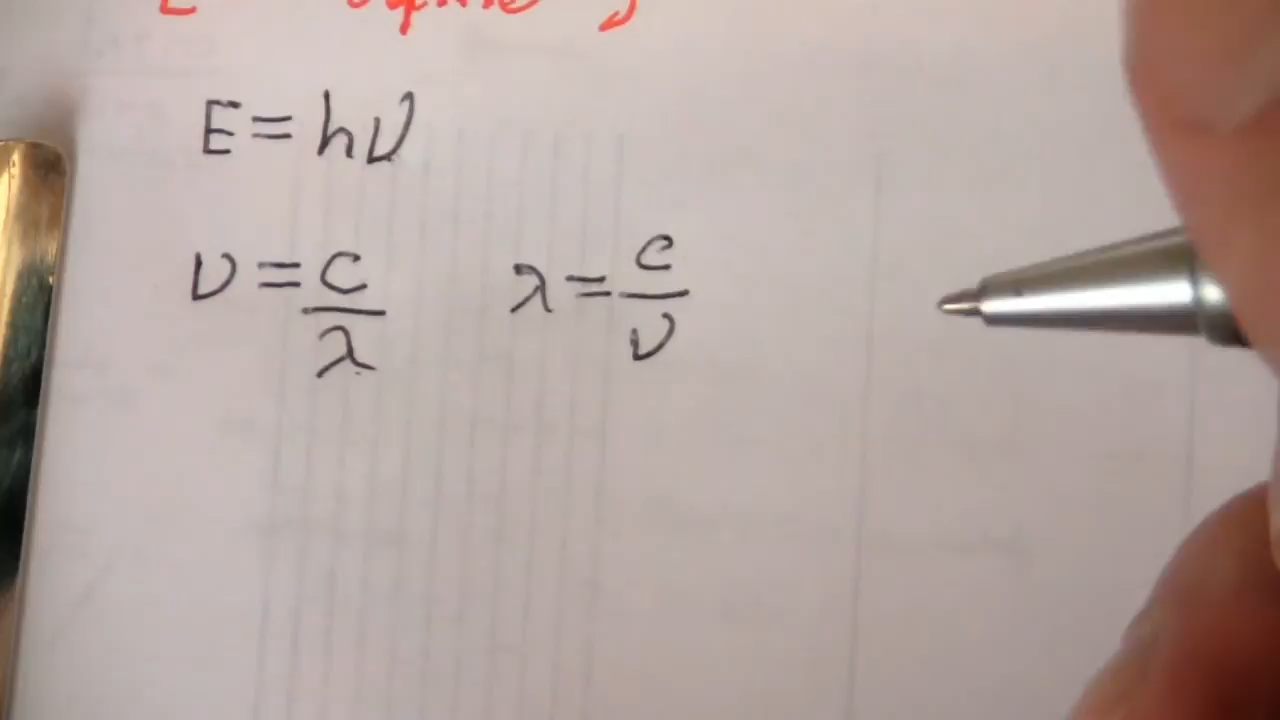 E = hν
ν = c/λ λ = c/ν